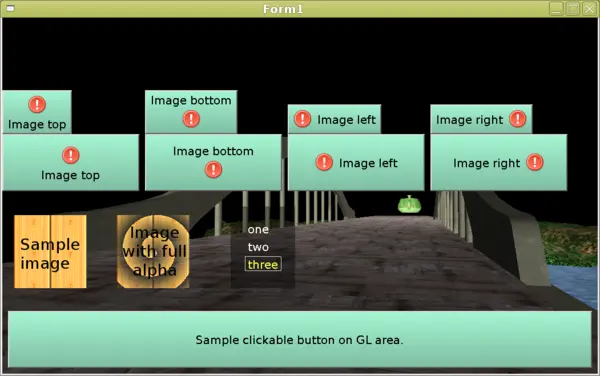 Form1
Image top
Image bottom
Image left
Image right
Image top
Image bottom
Image left
Image right
Sample
image
Image
with full
alpha
one
two
three
Sample clickable button on GL area.